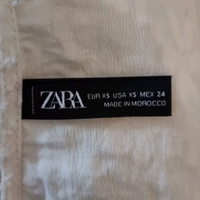 ZARA
EUR XS USA XS MEX 24
MADE IN MOROCCO